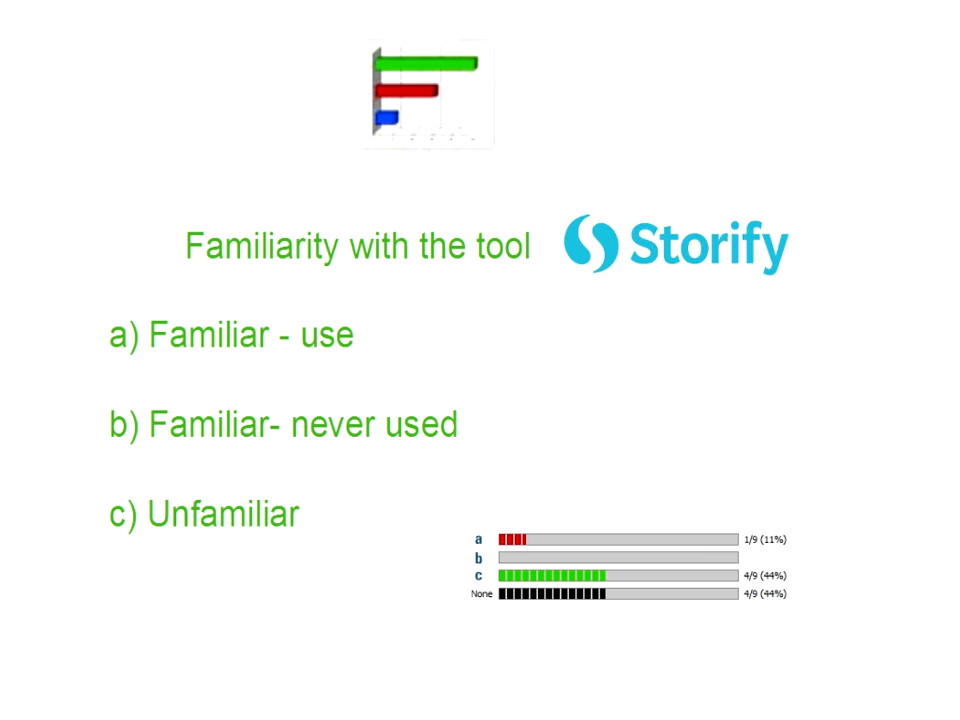 Familiarity with the tool Storify
a) Familiar - use
b) Familiar- never used
c) Unfamiliar
a 1/9 (11%)
b
c 4/9 (44%)
None 4/9 (44%)